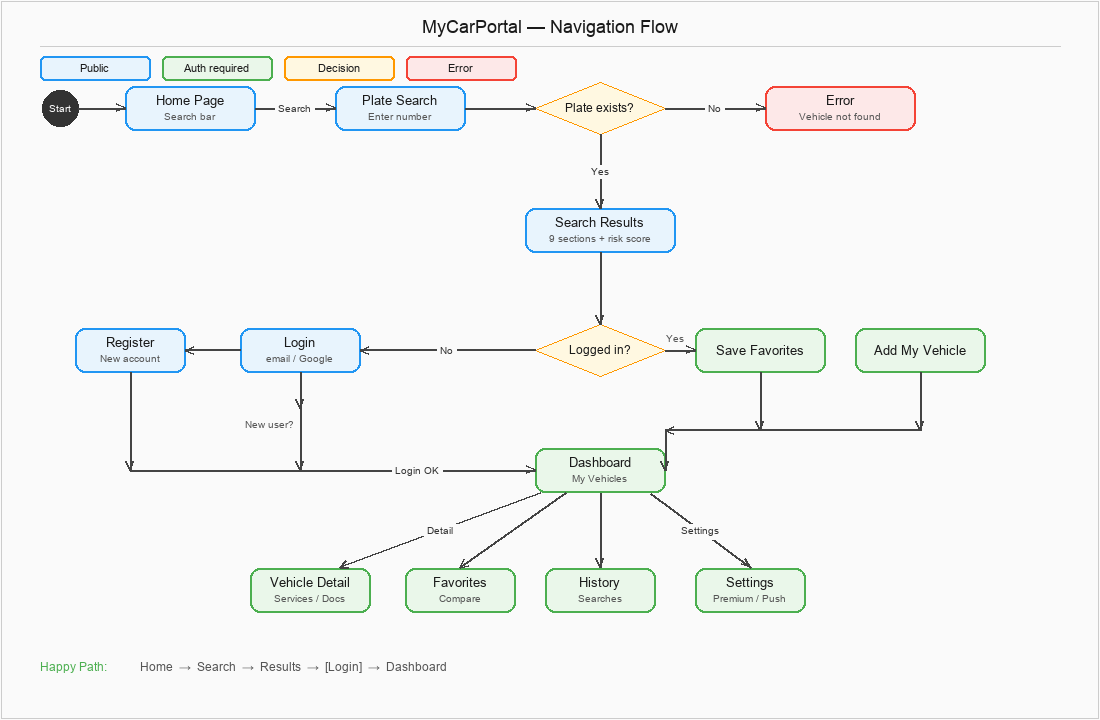 MyCarPortal — Navigation Flow
Public
Auth required
Decision
Error
Start
Home Page
Search bar
Search
Plate Search
Enter number
Plate exists?
No
Error
Vehicle not found
Yes
Search Results
9 sections + risk score
Register
New account
Login
email / Google
No
Logged in?
Yes
Save Favorites
Add My Vehicle
New user?
Login OK
Dashboard
My Vehicles
Detail
Settings
Vehicle Detail
Services / Docs
Favorites
Compare
History
Searches
Settings
Premium / Push
Happy Path: Home → Search → Results → [Login] → Dashboard